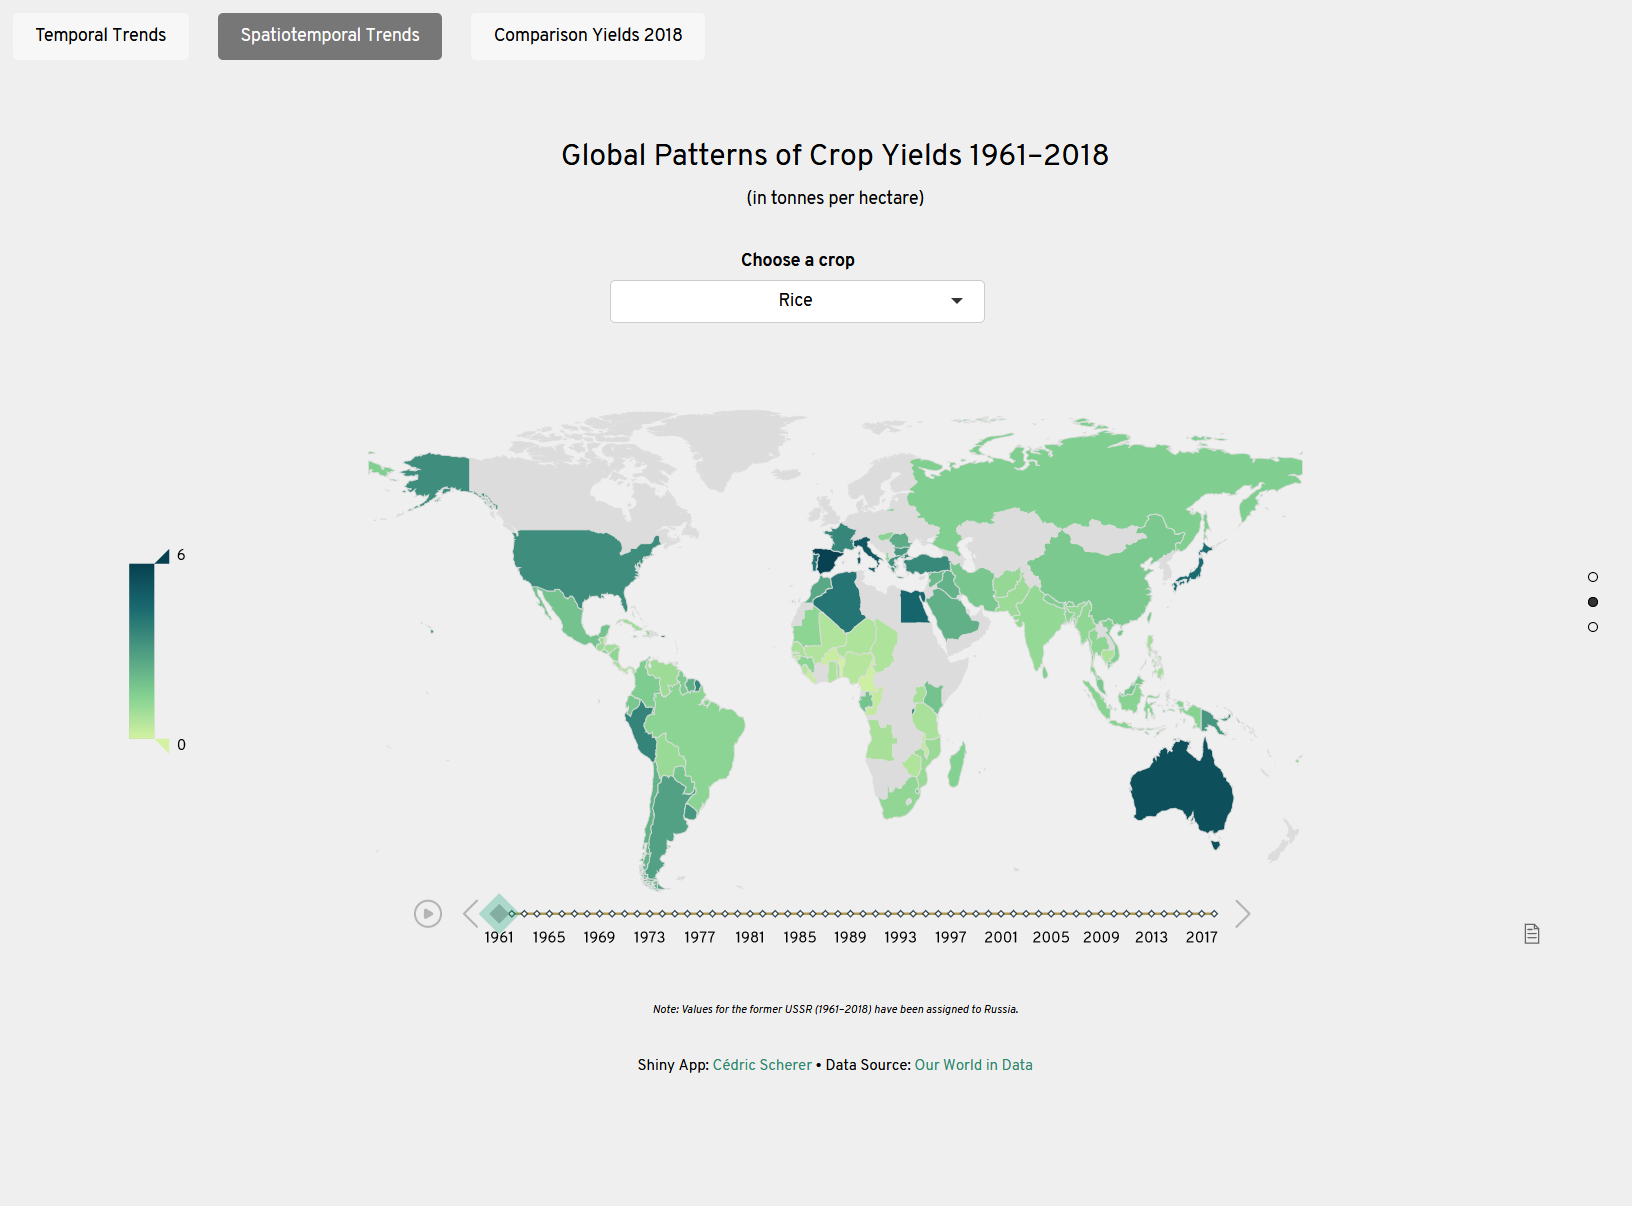 Temporal Trends
Spatiotemporal Trends
Comparison Yields 2018
Global Patterns of Crop Yields 1961–2018
(in tonnes per hectare)
Choose a crop
Rice
6
0
1961 1965 1969 1973 1977 1981 1985 1989 1993 1997 2001 2005 2009 2013 2017
Note: Values for the former USSR (1961–2018) have been assigned to Russia.
Shiny App: Cédric Scherer • Data Source: Our World in Data